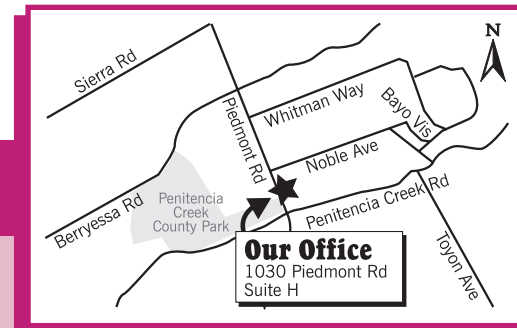 N
Sierra Rd
Piedmont Rd
Whitman Way
Bayo Vis
Noble Ave
Berryessa Rd
Penitencia
Creek
County Park
Penitencia Creek Rd
Toyon Ave
Our Office
1030 Piedmont Rd
Suite H